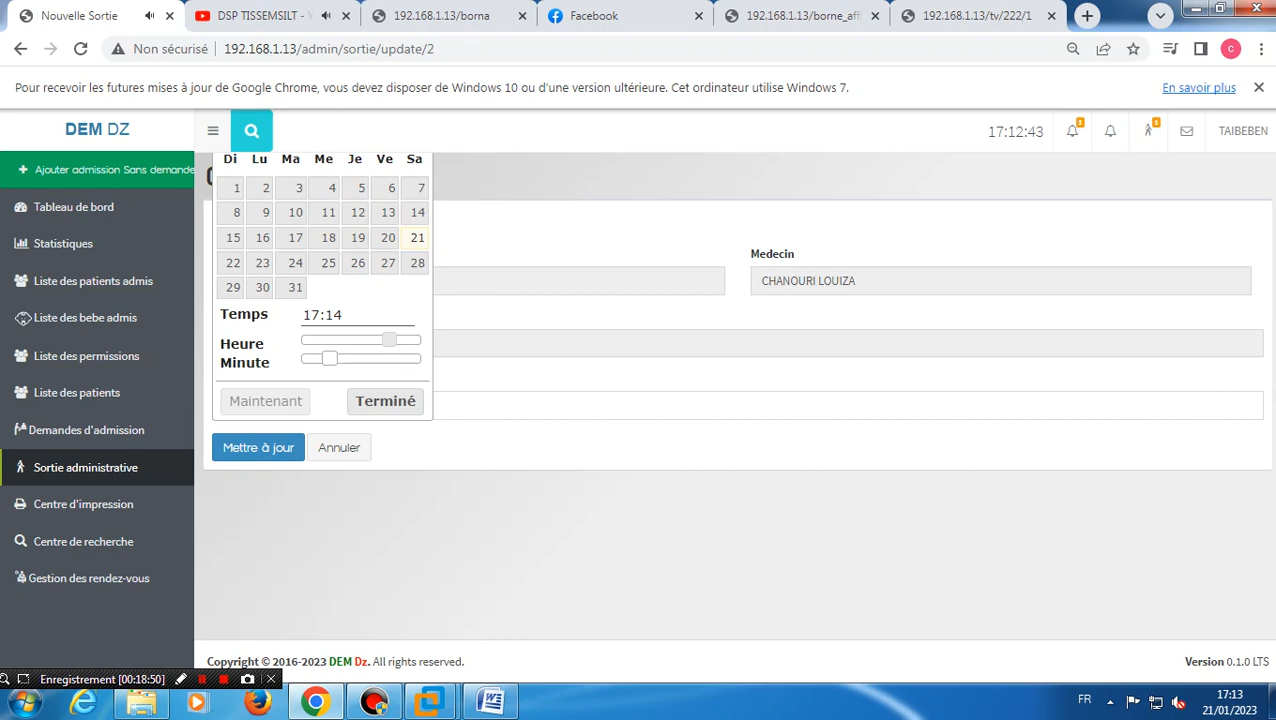 Nouvelle Sortie
DSP TISSEMSILT - Y
192.168.1.13/borna
Facebook
192.168.1.13/borne_aff
192.168.1.13/tv/222/1
Non sécurisé 192.168.1.13/admin/sortie/update/2
C
Pour recevoir les futures mises à jour de Google Chrome, vous devez disposer de Windows 10 ou d'une version ultérieure. Cet ordinateur utilise Windows 7.
En savoir plus
DEM DZ
17:12:43
1
1
TAIBEBEN
Ajouter admission Sans demande
Tableau de bord
Statistiques
Liste des patients admis
Liste des bebe admis
Liste des permissions
Liste des patients
Demandes d'admission
Sortie administrative
Centre d'impression
Centre de recherche
Gestion des rendez-vous
Di Lu Ma Me Je Ve Sa
1 2 3 4 5 6 7
8 9 10 11 12 13 14
15 16 17 18 19 20 21
22 23 24 25 26 27 28
29 30 31
Temps 17:14
Heure
Minute
Maintenant Terminé
Medecin
CHANOURI LOUIZA
Mettre à jour Annuler
Copyright © 2016-2023 DEM Dz. All rights reserved.
Version 0.1.0 LTS
Enregistrement [00:18:50]
FR
17:13
21/01/2023